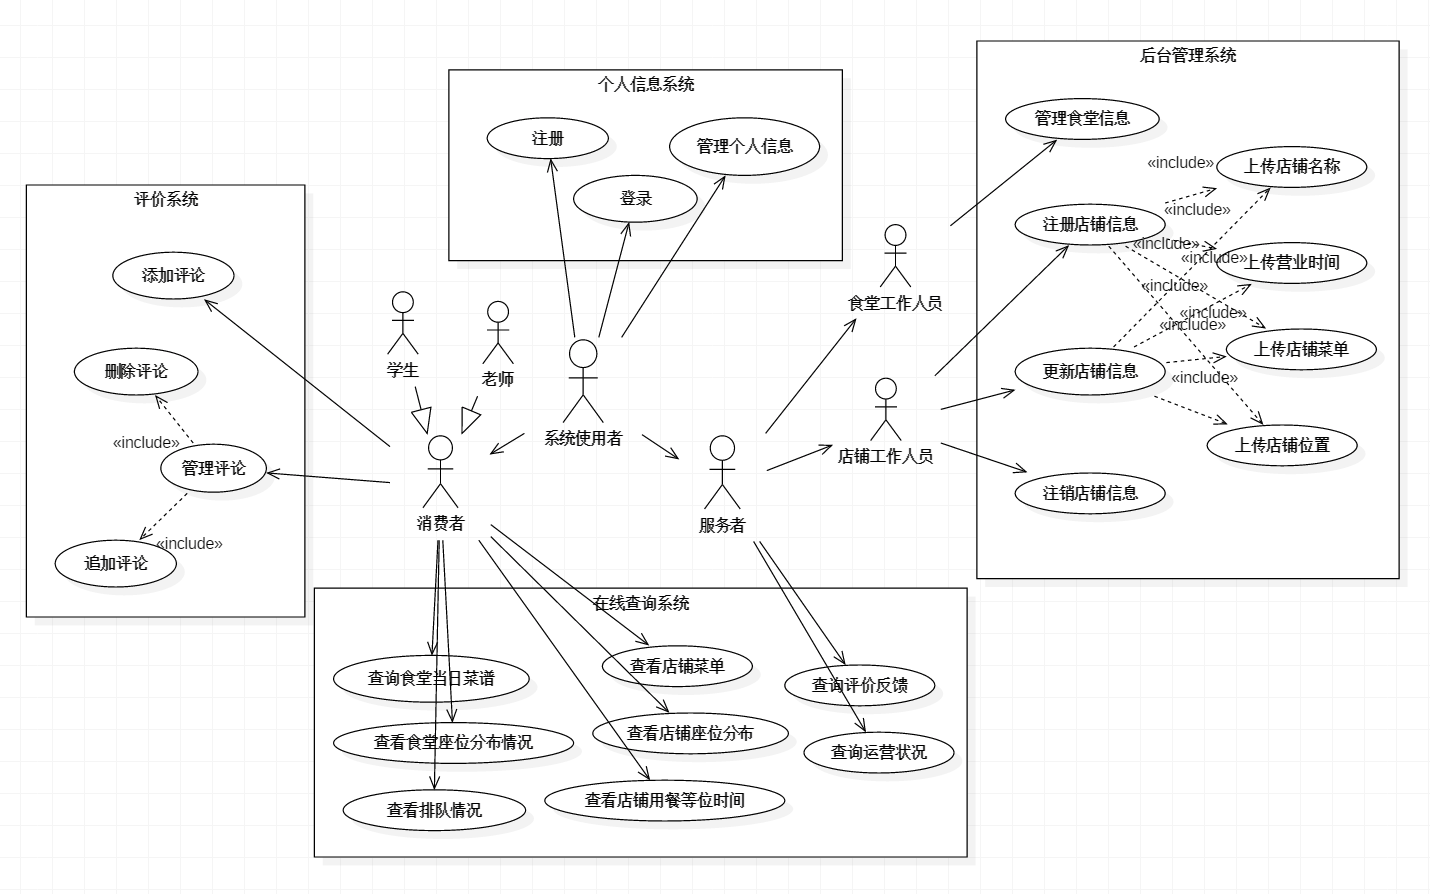 后台管理系统
个人信息系统
管理食堂信息
注册
管理个人信息
«include»
上传店铺名称
评价系统
登录
«include»
注册店铺信息
«include»
«include»
上传营业时间
添加评论
«include»
食堂工作人员
«include»
«include»
上传店铺菜单
学生
老师
删除评论
更新店铺信息
«include»
系统使用者
«include»
店铺工作人员
上传店铺位置
管理评论
注销店铺信息
消费者
服务者
«include»
追加评论
在线查询系统
查询食堂当日菜谱
查看店铺菜单
查询评价反馈
查看食堂座位分布情况
查看店铺座位分布
查询运营状况
查看排队情况
查看店铺用餐等位时间